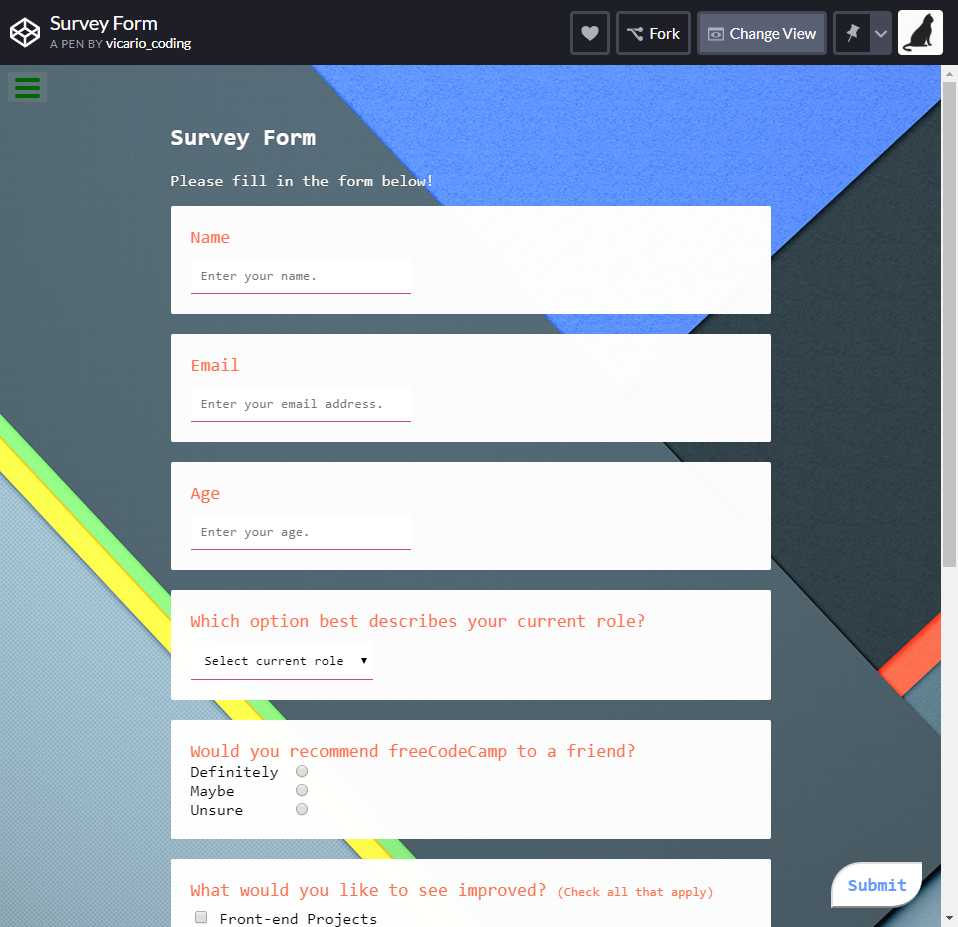 Survey Form
A PEN BY vicario_coding
Fork
Change View
Survey Form
Please fill in the form below!
Name
Enter your name.
Email
Enter your email address.
Age
Enter your age.
Which option best describes your current role?
Select current role
Would you recommend freeCodeCamp to a friend?
Definitely
Maybe
Unsure
What would you like to see improved? (Check all that apply)
Front-end Projects
Submit